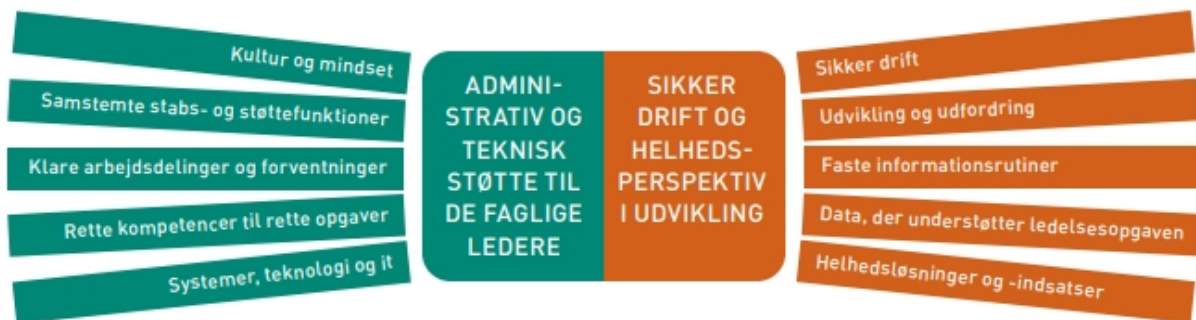 Kultur og mindset
Samstemte stabs- og støttefunktioner
Klare arbejdsdelinger og forventninger
Rette kompetencer til rette opgaver
Systemer, teknologi og it
ADMINI-
STRATIV OG
TEKNISK
STØTTE TIL
DE FAGLIGE
LEDERE
SIKKER
DRIFT OG
HELHEDS-
PERSPEKTIV
I UDVIKLING
Sikker drift
Udvikling og udfordring
Faste informationsrutiner
Data, der understøtter ledelsesopgaven
Helhedsløsninger og -indsatser